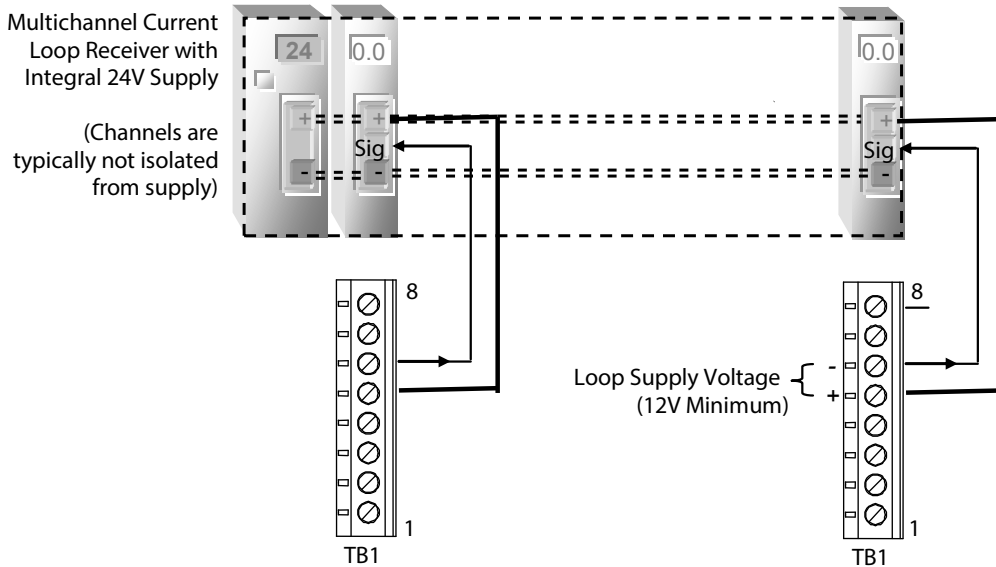 Multichannel Current
Loop Receiver with
Integral 24V Supply
(Channels are
typically not isolated
from supply)
24
0.0
0.0
+
+
+
Sig
Sig
-
-
-
8
8
Loop Supply Voltage
(12V Minimum)
-
+
1
1
TB1
TB1